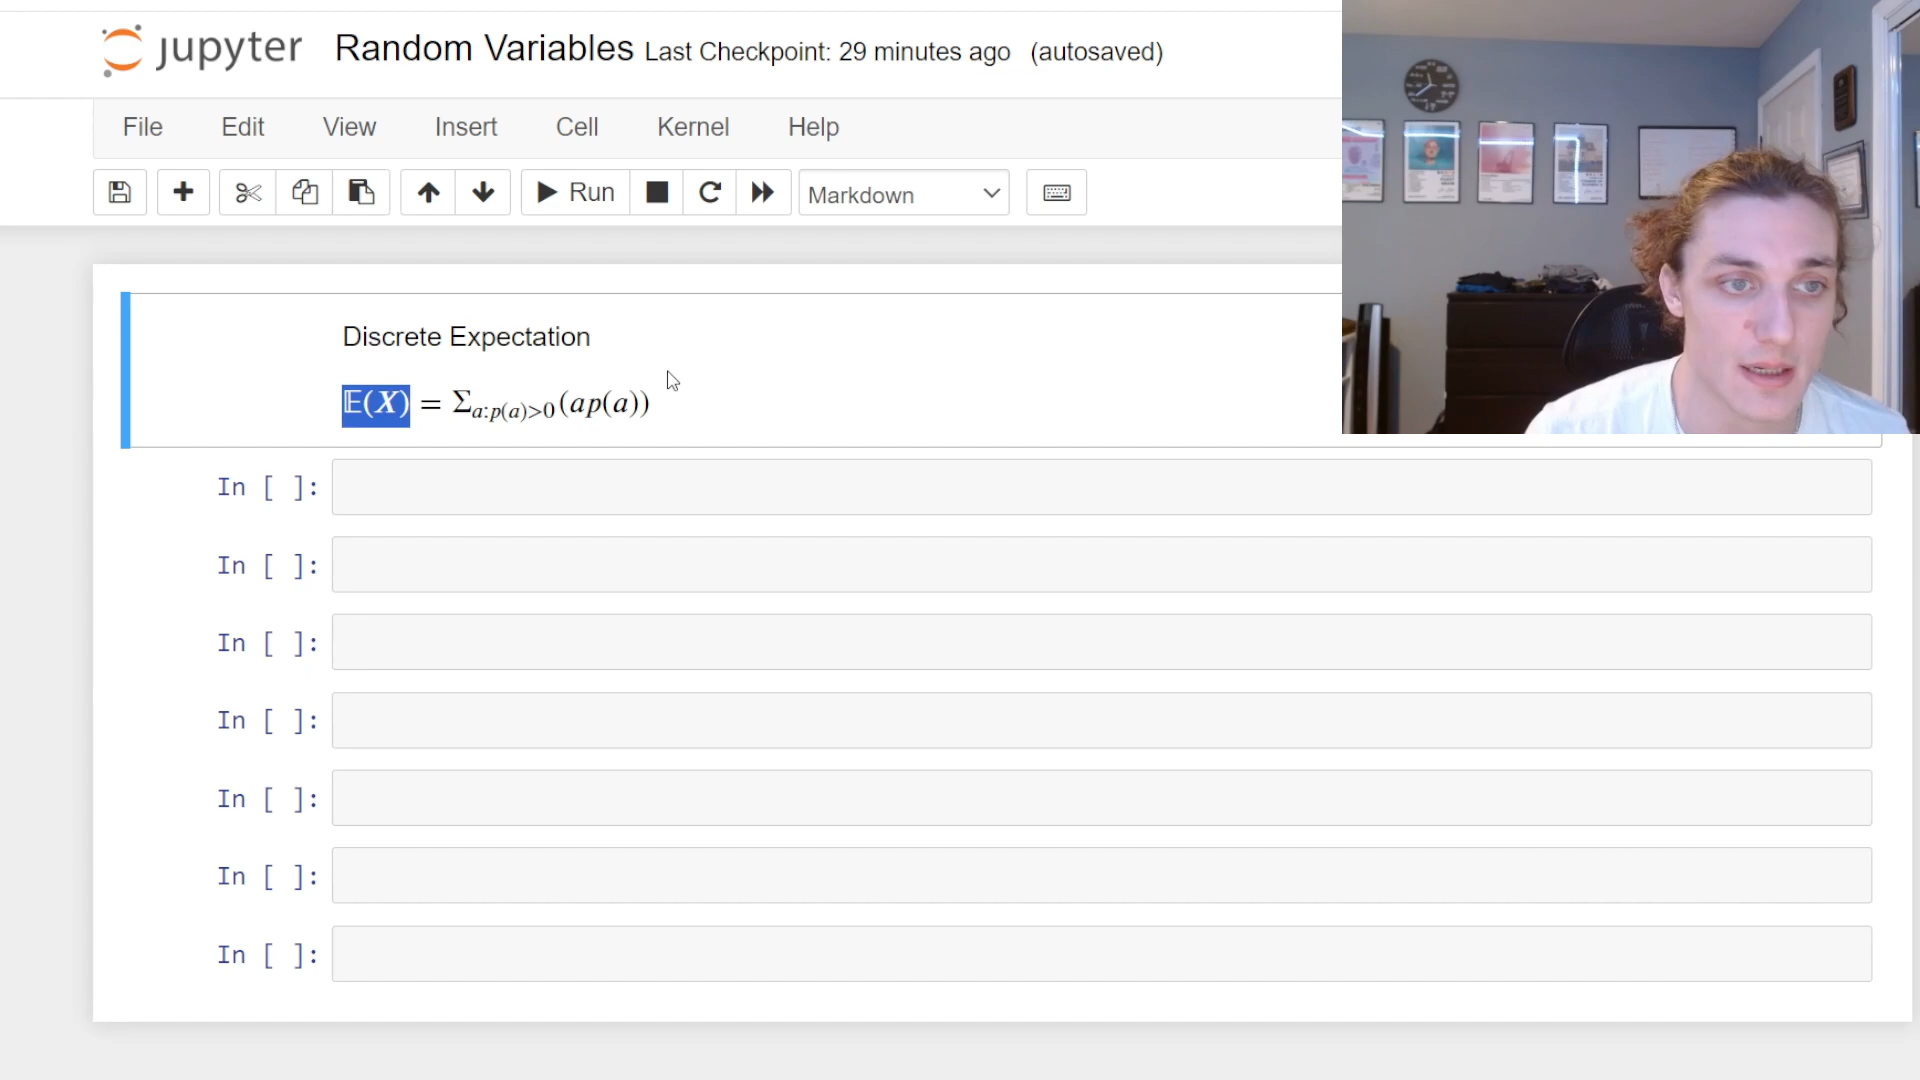 jupyter Random Variables Last Checkpoint: 29 minutes ago (autosaved)
File Edit View Insert Cell Kernel Help
Run Markdown
Discrete Expectation
𝔼(X) = Σ_{a:p(a)>0}(ap(a))
In [ ]:
In [ ]:
In [ ]:
In [ ]:
In [ ]:
In [ ]:
In [ ]: